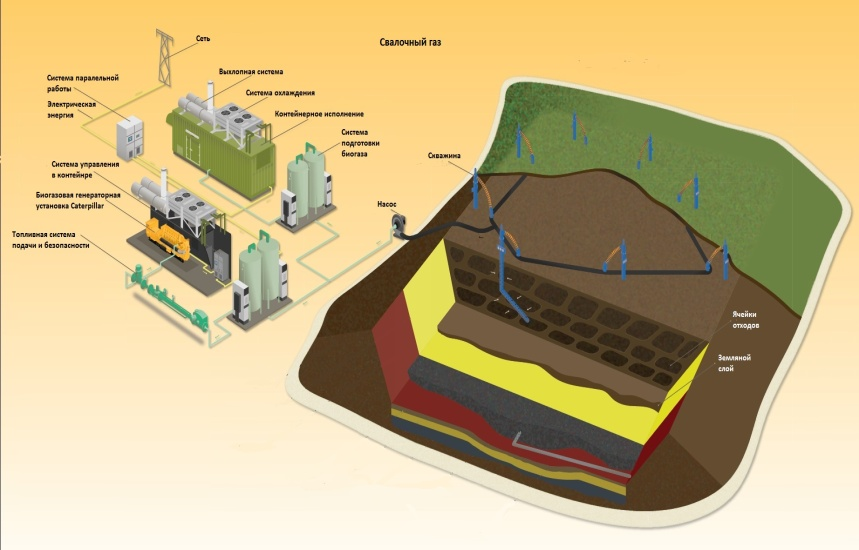 Свалочный газ
Сеть
Выхлопная система
Система охлаждения
Контейнерное исполнение
Система
подготовки
биогаза
Система паралельной
работы
Электрическая
энергия
Система управления
в контейнре
Биогазовая генераторная
установка Caterpillar
Топливная система
подачи и безопасности
Насос
Скважина
Ячейки
отходов
Земляной
слой